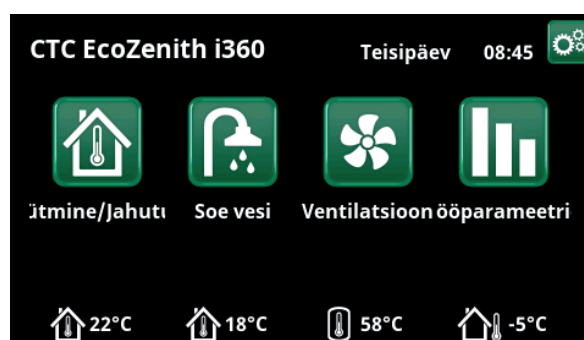 CTC EcoZenith i360 Teisipäev 08:45
ütmine/Jahutu Soe vesi Ventilatsioon ööparameetri
22°C 18°C 58°C -5°C